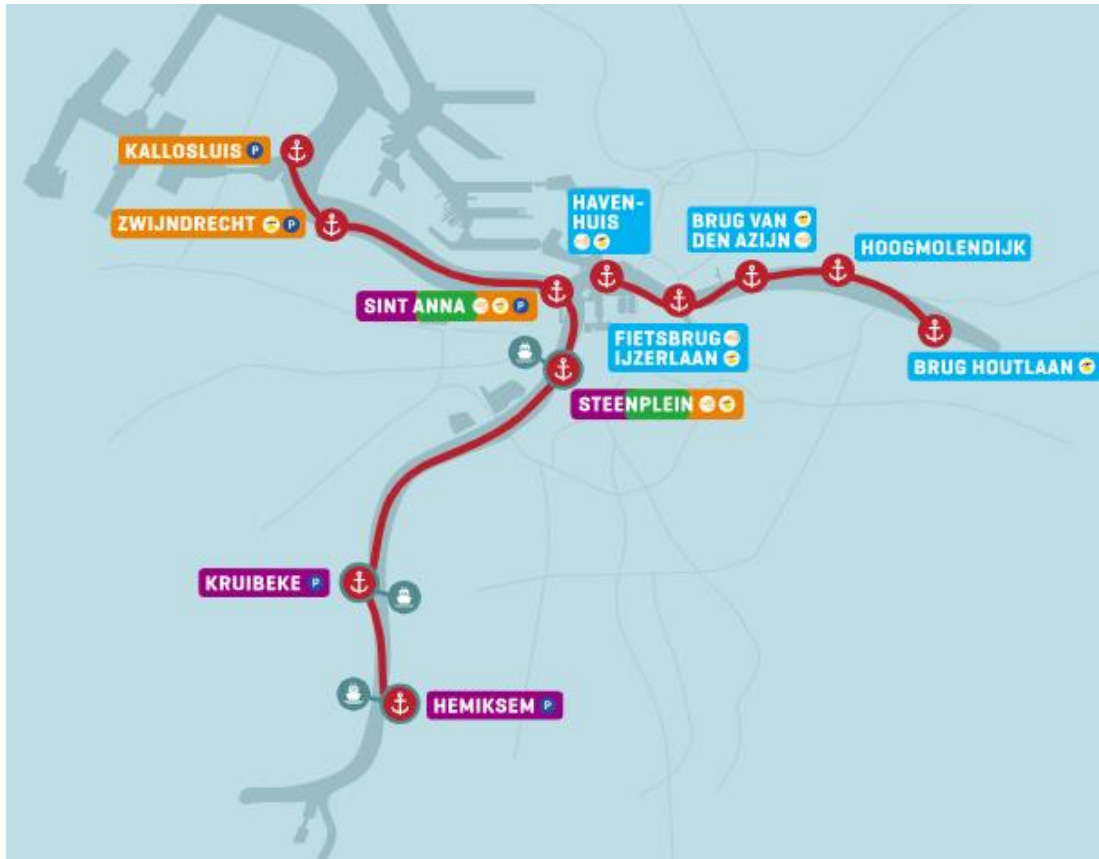 KALLOSLUIS P
ZWIJNDRECHT P
HAVEN-
HUIS
BRUG VAN
DEN AZIJN
HOOGMOLENDIJK
SINT ANNA P
FIETSBRUG
IJZERLAAN
BRUG HOUTLAAN
STEENPLEIN
KRUIBEKE P
HEMIKSEM P